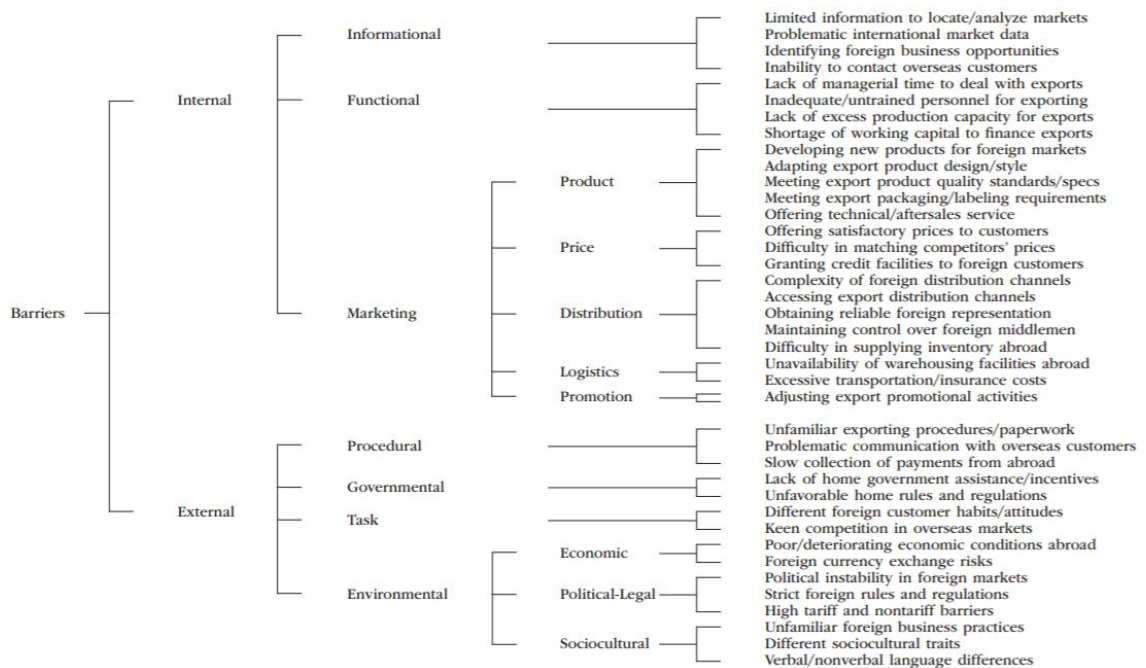 Barriers
Internal
Informational
Limited information to locate/analyze markets
Problematic international market data
Identifying foreign business opportunities
Inability to contact overseas customers
Functional
Lack of managerial time to deal with exports
Inadequate/untrained personnel for exporting
Lack of excess production capacity for exports
Shortage of working capital to finance exports
Marketing
Product
Developing new products for foreign markets
Adapting export product design/style
Meeting export product quality standards/specs
Meeting export packaging/labeling requirements
Offering technical/aftersales service
Price
Offering satisfactory prices to customers
Difficulty in matching competitors' prices
Granting credit facilities to foreign customers
Distribution
Complexity of foreign distribution channels
Accessing export distribution channels
Obtaining reliable foreign representation
Maintaining control over foreign middlemen
Difficulty in supplying inventory abroad
Logistics
Unavailability of warehousing facilities abroad
Excessive transportation/insurance costs
Promotion
Adjusting export promotional activities
External
Procedural
Unfamiliar exporting procedures/paperwork
Problematic communication with overseas customers
Slow collection of payments from abroad
Governmental
Lack of home government assistance/incentives
Unfavorable home rules and regulations
Task
Different foreign customer habits/attitudes
Keen competition in overseas markets
Environmental
Economic
Poor/deteriorating economic conditions abroad
Foreign currency exchange risks
Political-Legal
Political instability in foreign markets
Strict foreign rules and regulations
High tariff and nontariff barriers
Sociocultural
Unfamiliar foreign business practices
Different sociocultural traits
Verbal/nonverbal language differences